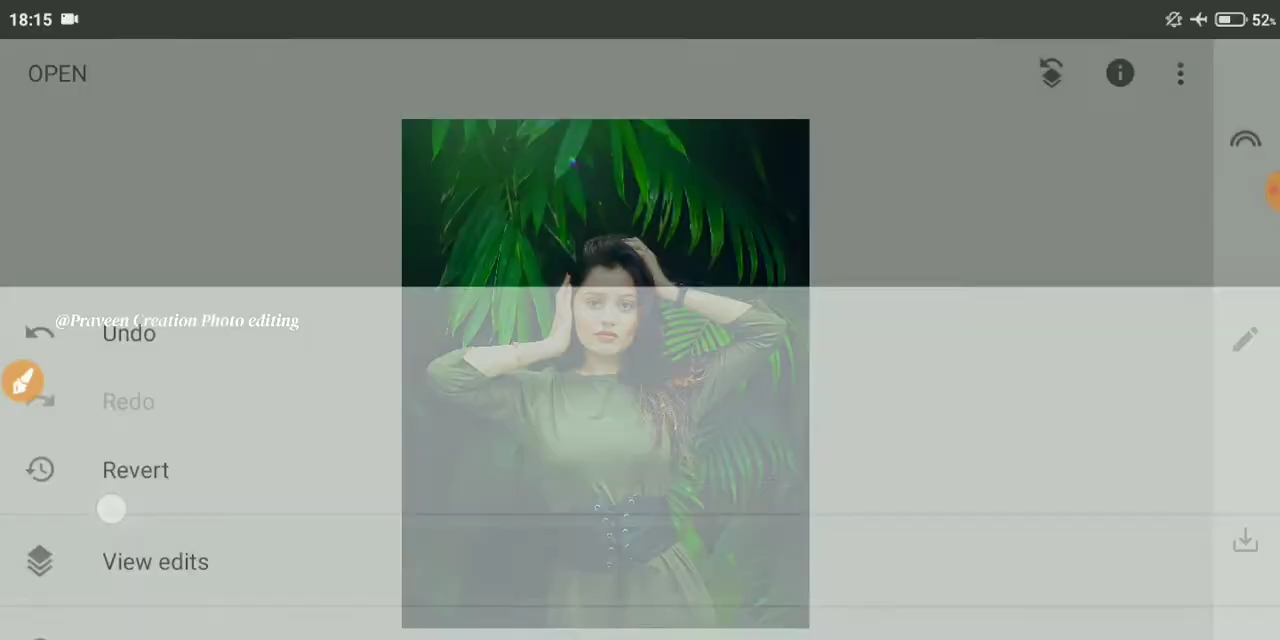 18:15
52%
OPEN
@Praveen Creation Photo editing
Undo
Redo
Revert
View edits